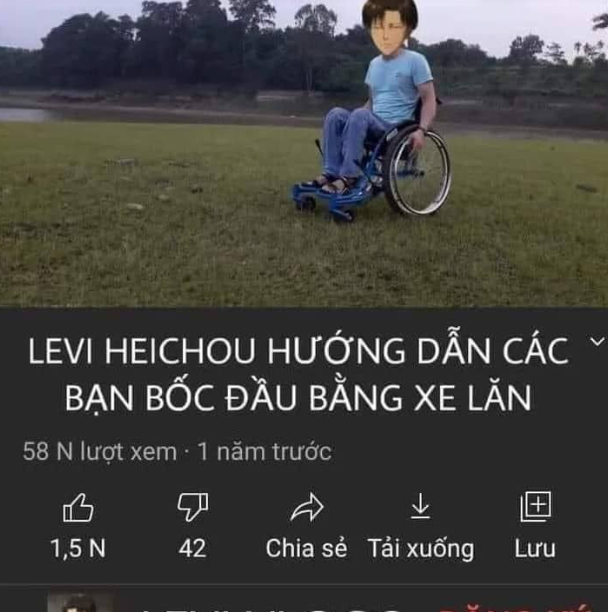 LEVI HEICHOU HƯỚNG DẪN CÁC
BẠN BỐC ĐẦU BẰNG XE LĂN
58 N lượt xem · 1 năm trước
1,5 N
42
Chia sẻ
Tải xuống
Lưu